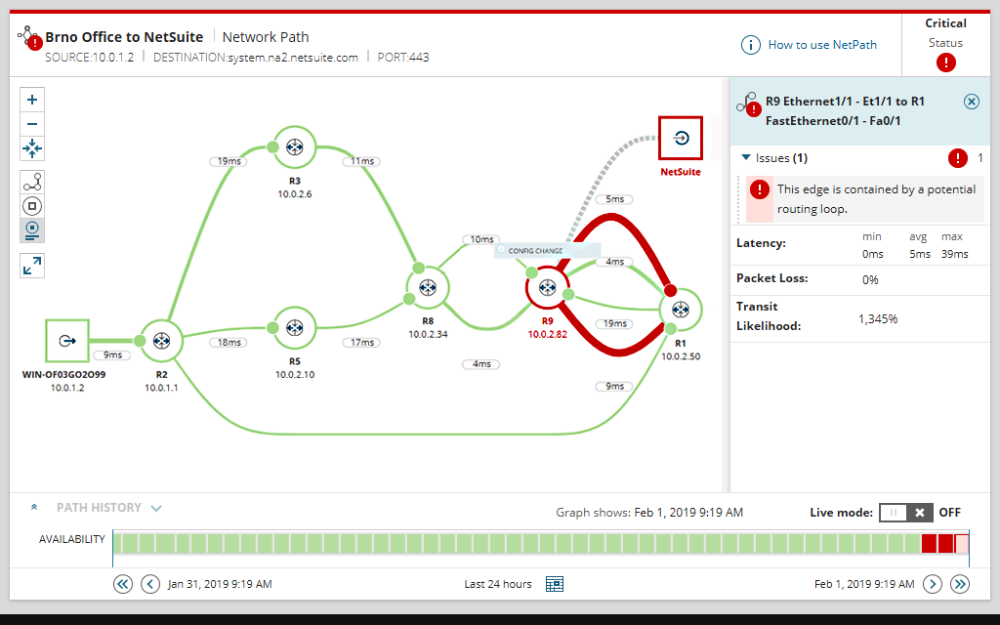 Brno Office to NetSuite Network Path
SOURCE:10.0.1.2 DESTINATION:system.na2.netsuite.com PORT:443
How to use NetPath
Critical
Status
R9 Ethernet1/1 - Et1/1 to R1
FastEthernet0/1 - Fa0/1
Issues (1)
1
This edge is contained by a potential
routing loop.
min avg max
Latency: 0ms 5ms 39ms
Packet Loss: 0%
Transit
Likelihood: 1,345%
19ms
11ms
R3
10.0.2.6
NetSuite
5ms
10ms
CONFIG CHANGE
4ms
R8
10.0.2.34
R9
10.0.2.82
19ms
R1
10.0.2.50
9ms
18ms
17ms
R5
10.0.2.10
4ms
WIN-OF03GO2O99
10.0.1.2
R2
10.0.1.1
9ms
PATH HISTORY
Graph shows: Feb 1, 2019 9:19 AM
Live mode: OFF
AVAILABILITY
Jan 31, 2019 9:19 AM
Last 24 hours
Feb 1, 2019 9:19 AM